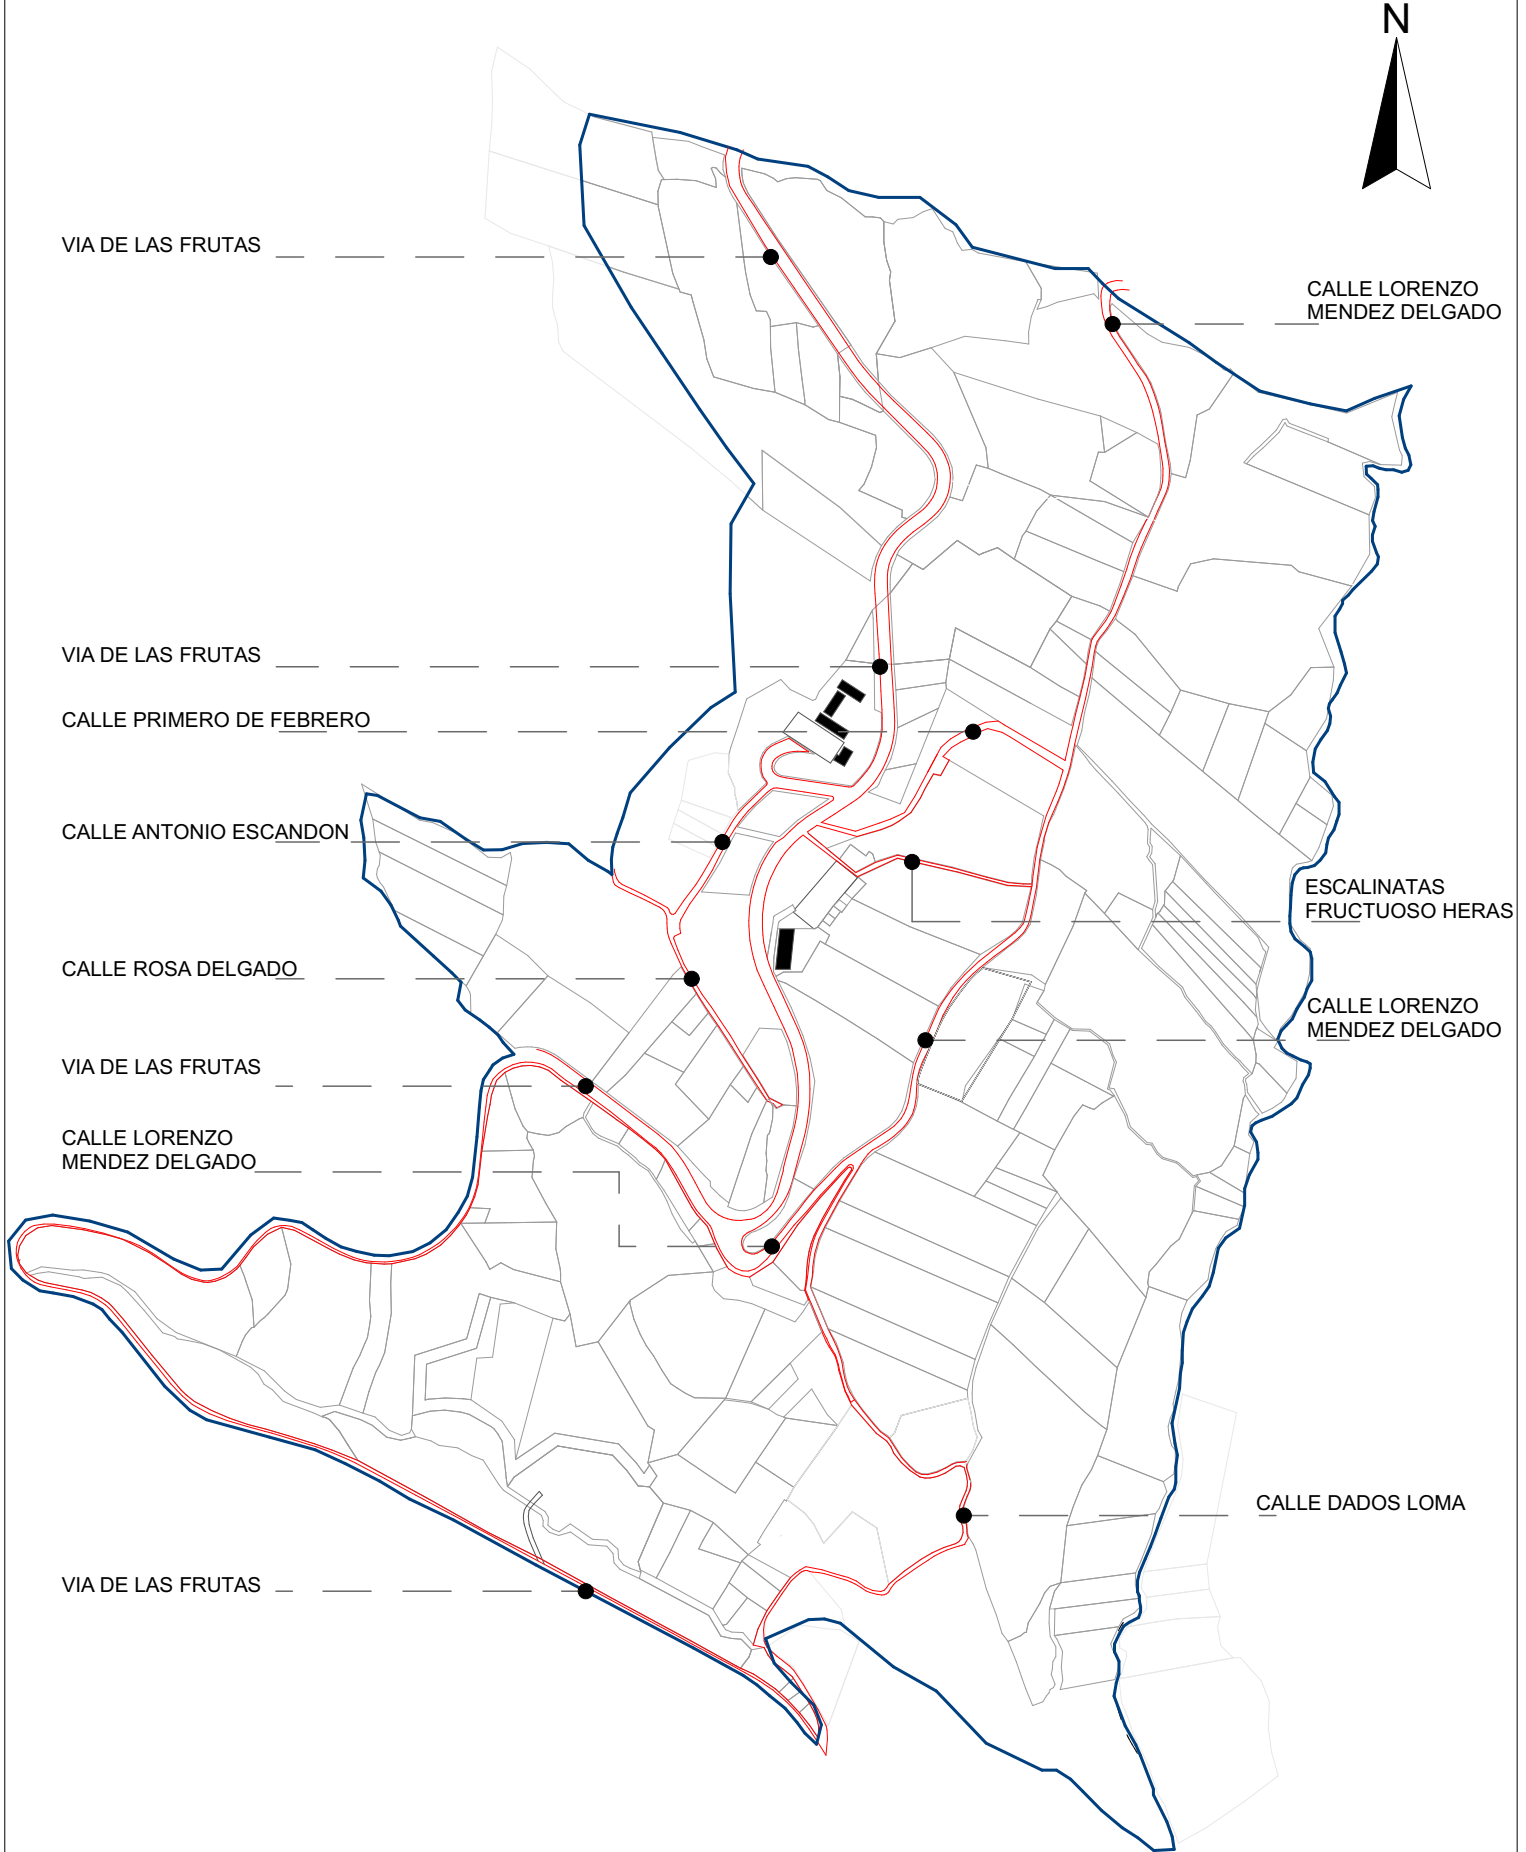 N
VIA DE LAS FRUTAS
CALLE LORENZO
MENDEZ DELGADO
VIA DE LAS FRUTAS
CALLE PRIMERO DE FEBRERO
CALLE ANTONIO ESCANDON
ESCALINATAS
FRUCTUOSO HERAS
CALLE ROSA DELGADO
CALLE LORENZO
MENDEZ DELGADO
VIA DE LAS FRUTAS
CALLE LORENZO
MENDEZ DELGADO
CALLE DADOS LOMA
VIA DE LAS FRUTAS